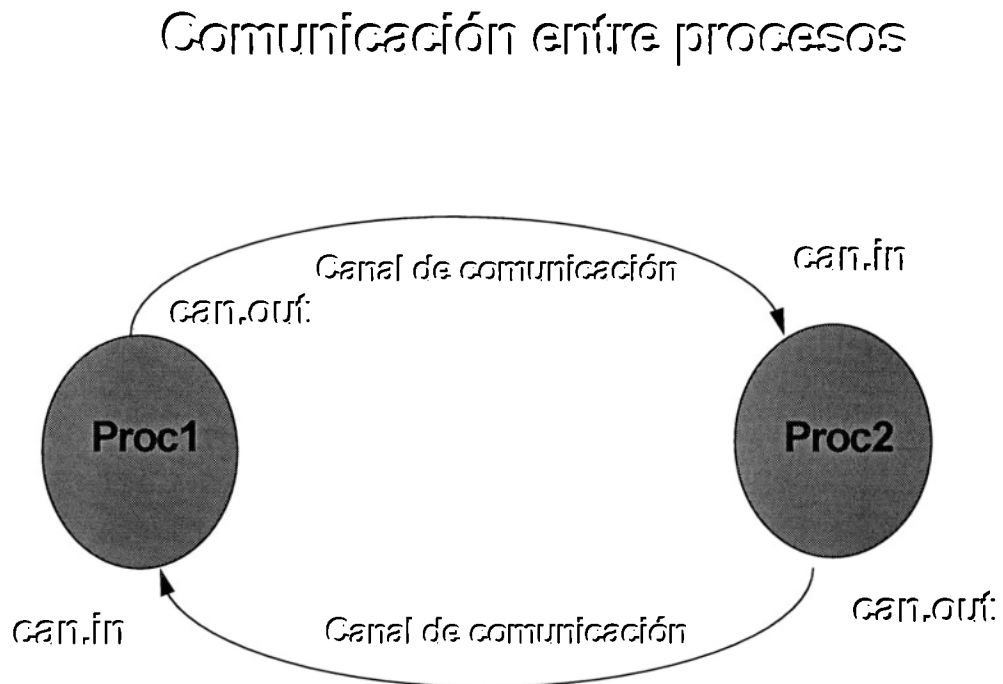 Comunicación entre procesos
can.in
Canal de comunicación
can.out
Proc1
Proc2
can.out
can.in
Canal de comunicación